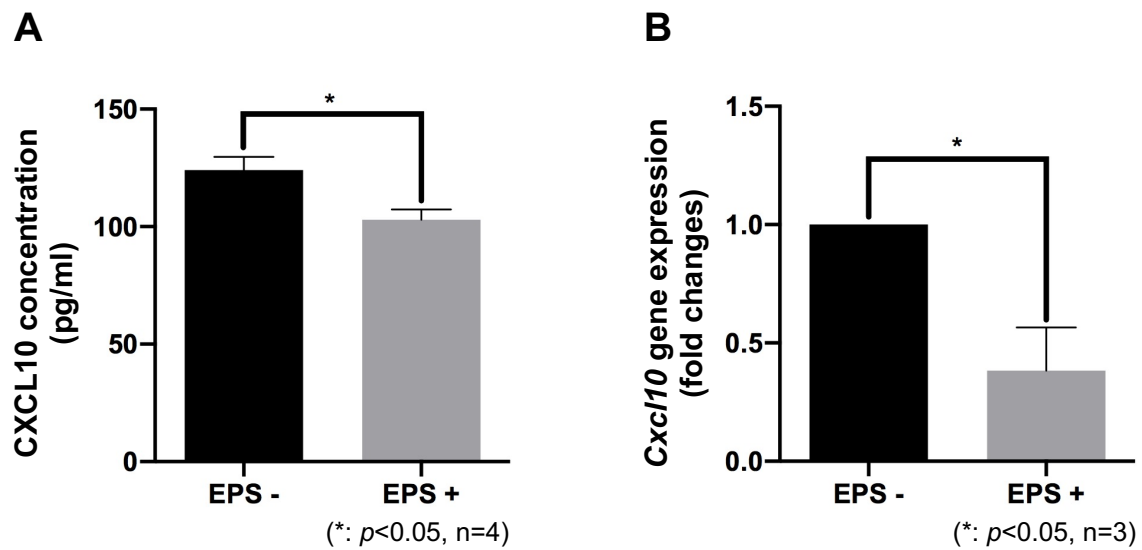 A
CXCL10 concentration
(pg/ml)
150
100
50
0
*
EPS -
EPS +
(*: p<0.05, n=4)
B
Cxcl10 gene expression
(fold changes)
1.5
1.0
0.5
0.0
*
EPS -
EPS +
(*: p<0.05, n=3)